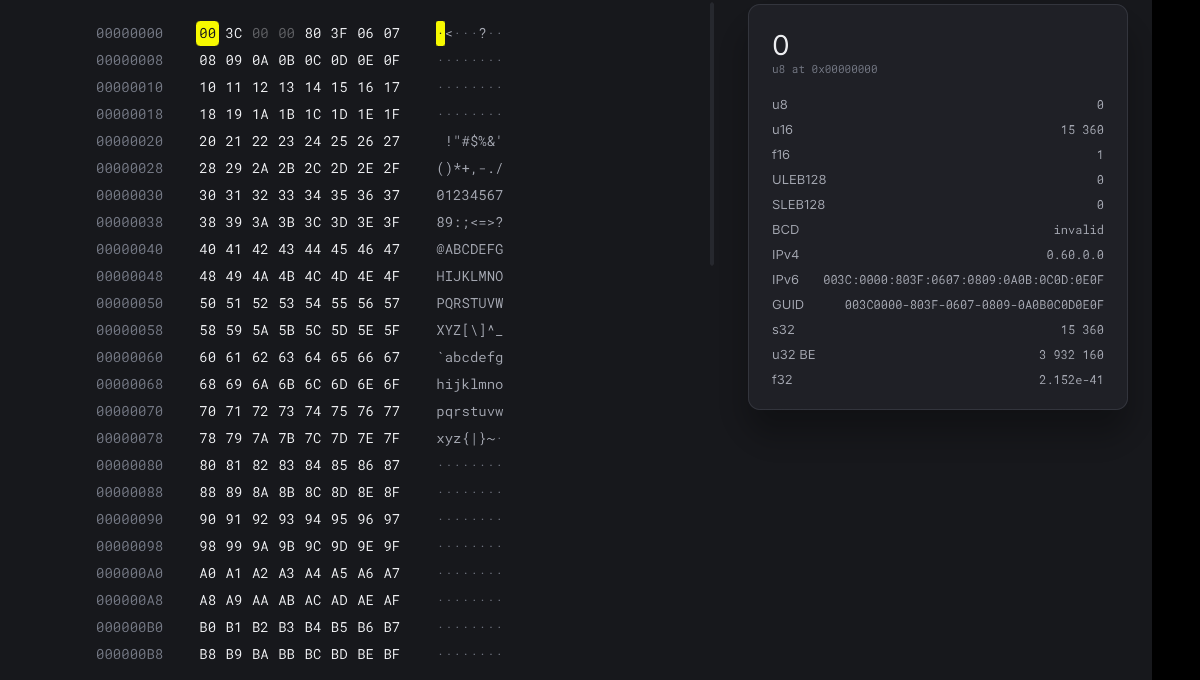 00000000 00 3C 00 00 80 3F 06 07 ·<···?··
00000008 08 09 0A 0B 0C 0D 0E 0F ········
00000010 10 11 12 13 14 15 16 17 ········
00000018 18 19 1A 1B 1C 1D 1E 1F ········
00000020 20 21 22 23 24 25 26 27  !"#$%&'
00000028 28 29 2A 2B 2C 2D 2E 2F ()*+,-./
00000030 30 31 32 33 34 35 36 37 01234567
00000038 38 39 3A 3B 3C 3D 3E 3F 89:;<=>?
00000040 40 41 42 43 44 45 46 47 @ABCDEFG
00000048 48 49 4A 4B 4C 4D 4E 4F HIJKLMNO
00000050 50 51 52 53 54 55 56 57 PQRSTUVW
00000058 58 59 5A 5B 5C 5D 5E 5F XYZ[\]^_
00000060 60 61 62 63 64 65 66 67 `abcdefg
00000068 68 69 6A 6B 6C 6D 6E 6F hijklmno
00000070 70 71 72 73 74 75 76 77 pqrstuvw
00000078 78 79 7A 7B 7C 7D 7E 7F xyz{|}~·
00000080 80 81 82 83 84 85 86 87 ········
00000088 88 89 8A 8B 8C 8D 8E 8F ········
00000090 90 91 92 93 94 95 96 97 ········
00000098 98 99 9A 9B 9C 9D 9E 9F ········
000000A0 A0 A1 A2 A3 A4 A5 A6 A7 ········
000000A8 A8 A9 AA AB AC AD AE AF ········
000000B0 B0 B1 B2 B3 B4 B5 B6 B7 ········
000000B8 B8 B9 BA BB BC BD BE BF ········
0
u8 at 0x00000000
u8 0
u16 15 360
f16 1
ULEB128 0
SLEB128 0
BCD invalid
IPv4 0.60.0.0
IPv6 003C:0000:803F:0607:0809:0A0B:0C0D:0E0F
GUID 003C0000-803F-0607-0809-0A0B0C0D0E0F
s32 15 360
u32 BE 3 932 160
f32 2.152e-41